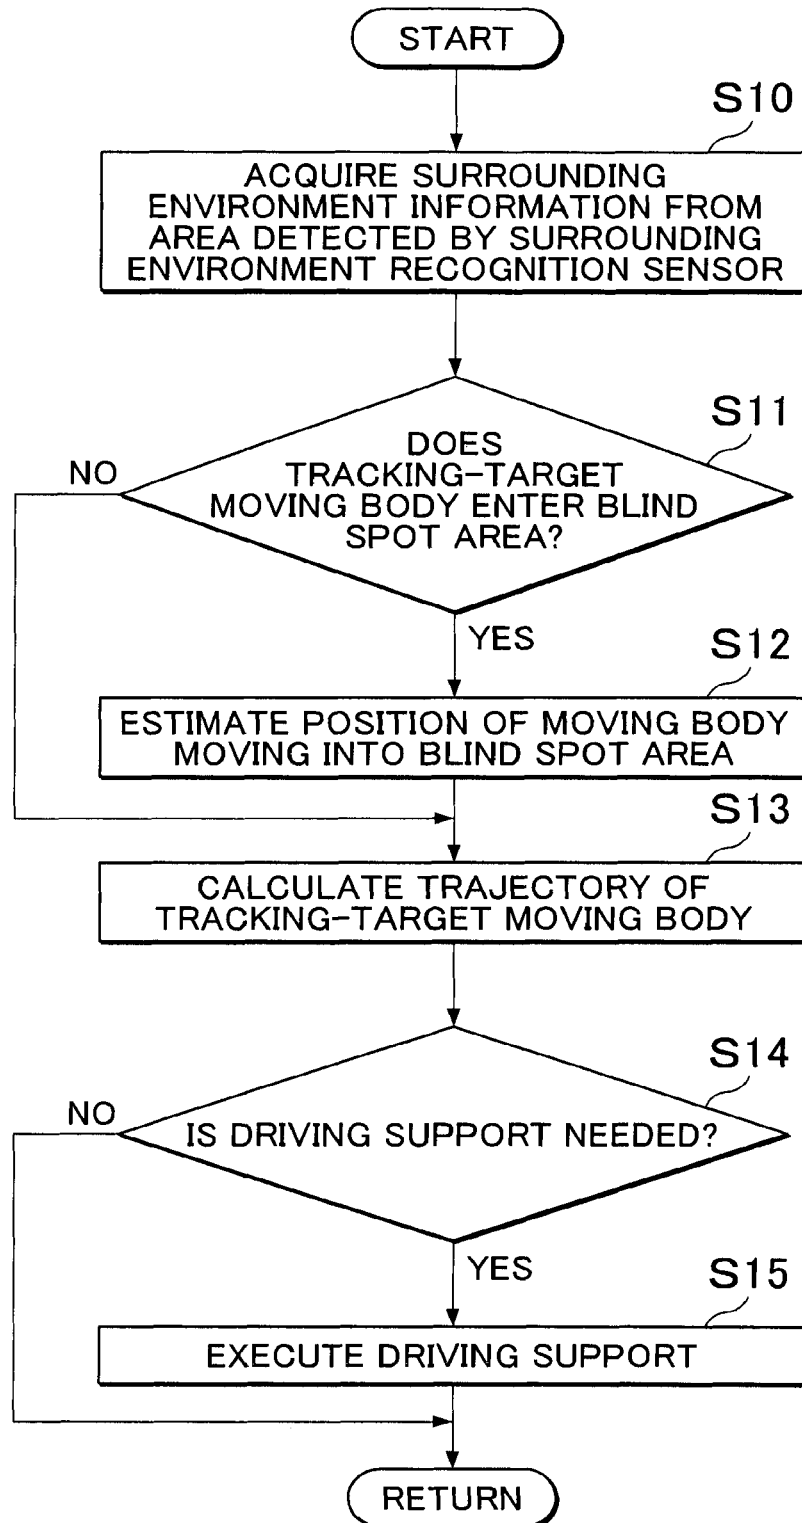 START
S10
ACQUIRE SURROUNDING
ENVIRONMENT INFORMATION FROM
AREA DETECTED BY SURROUNDING
ENVIRONMENT RECOGNITION SENSOR
S11
DOES
TRACKING-TARGET
MOVING BODY ENTER BLIND
SPOT AREA?
NO
YES
S12
ESTIMATE POSITION OF MOVING BODY
MOVING INTO BLIND SPOT AREA
S13
CALCULATE TRAJECTORY OF
TRACKING-TARGET MOVING BODY
S14
IS DRIVING SUPPORT NEEDED?
NO
YES
S15
EXECUTE DRIVING SUPPORT
RETURN